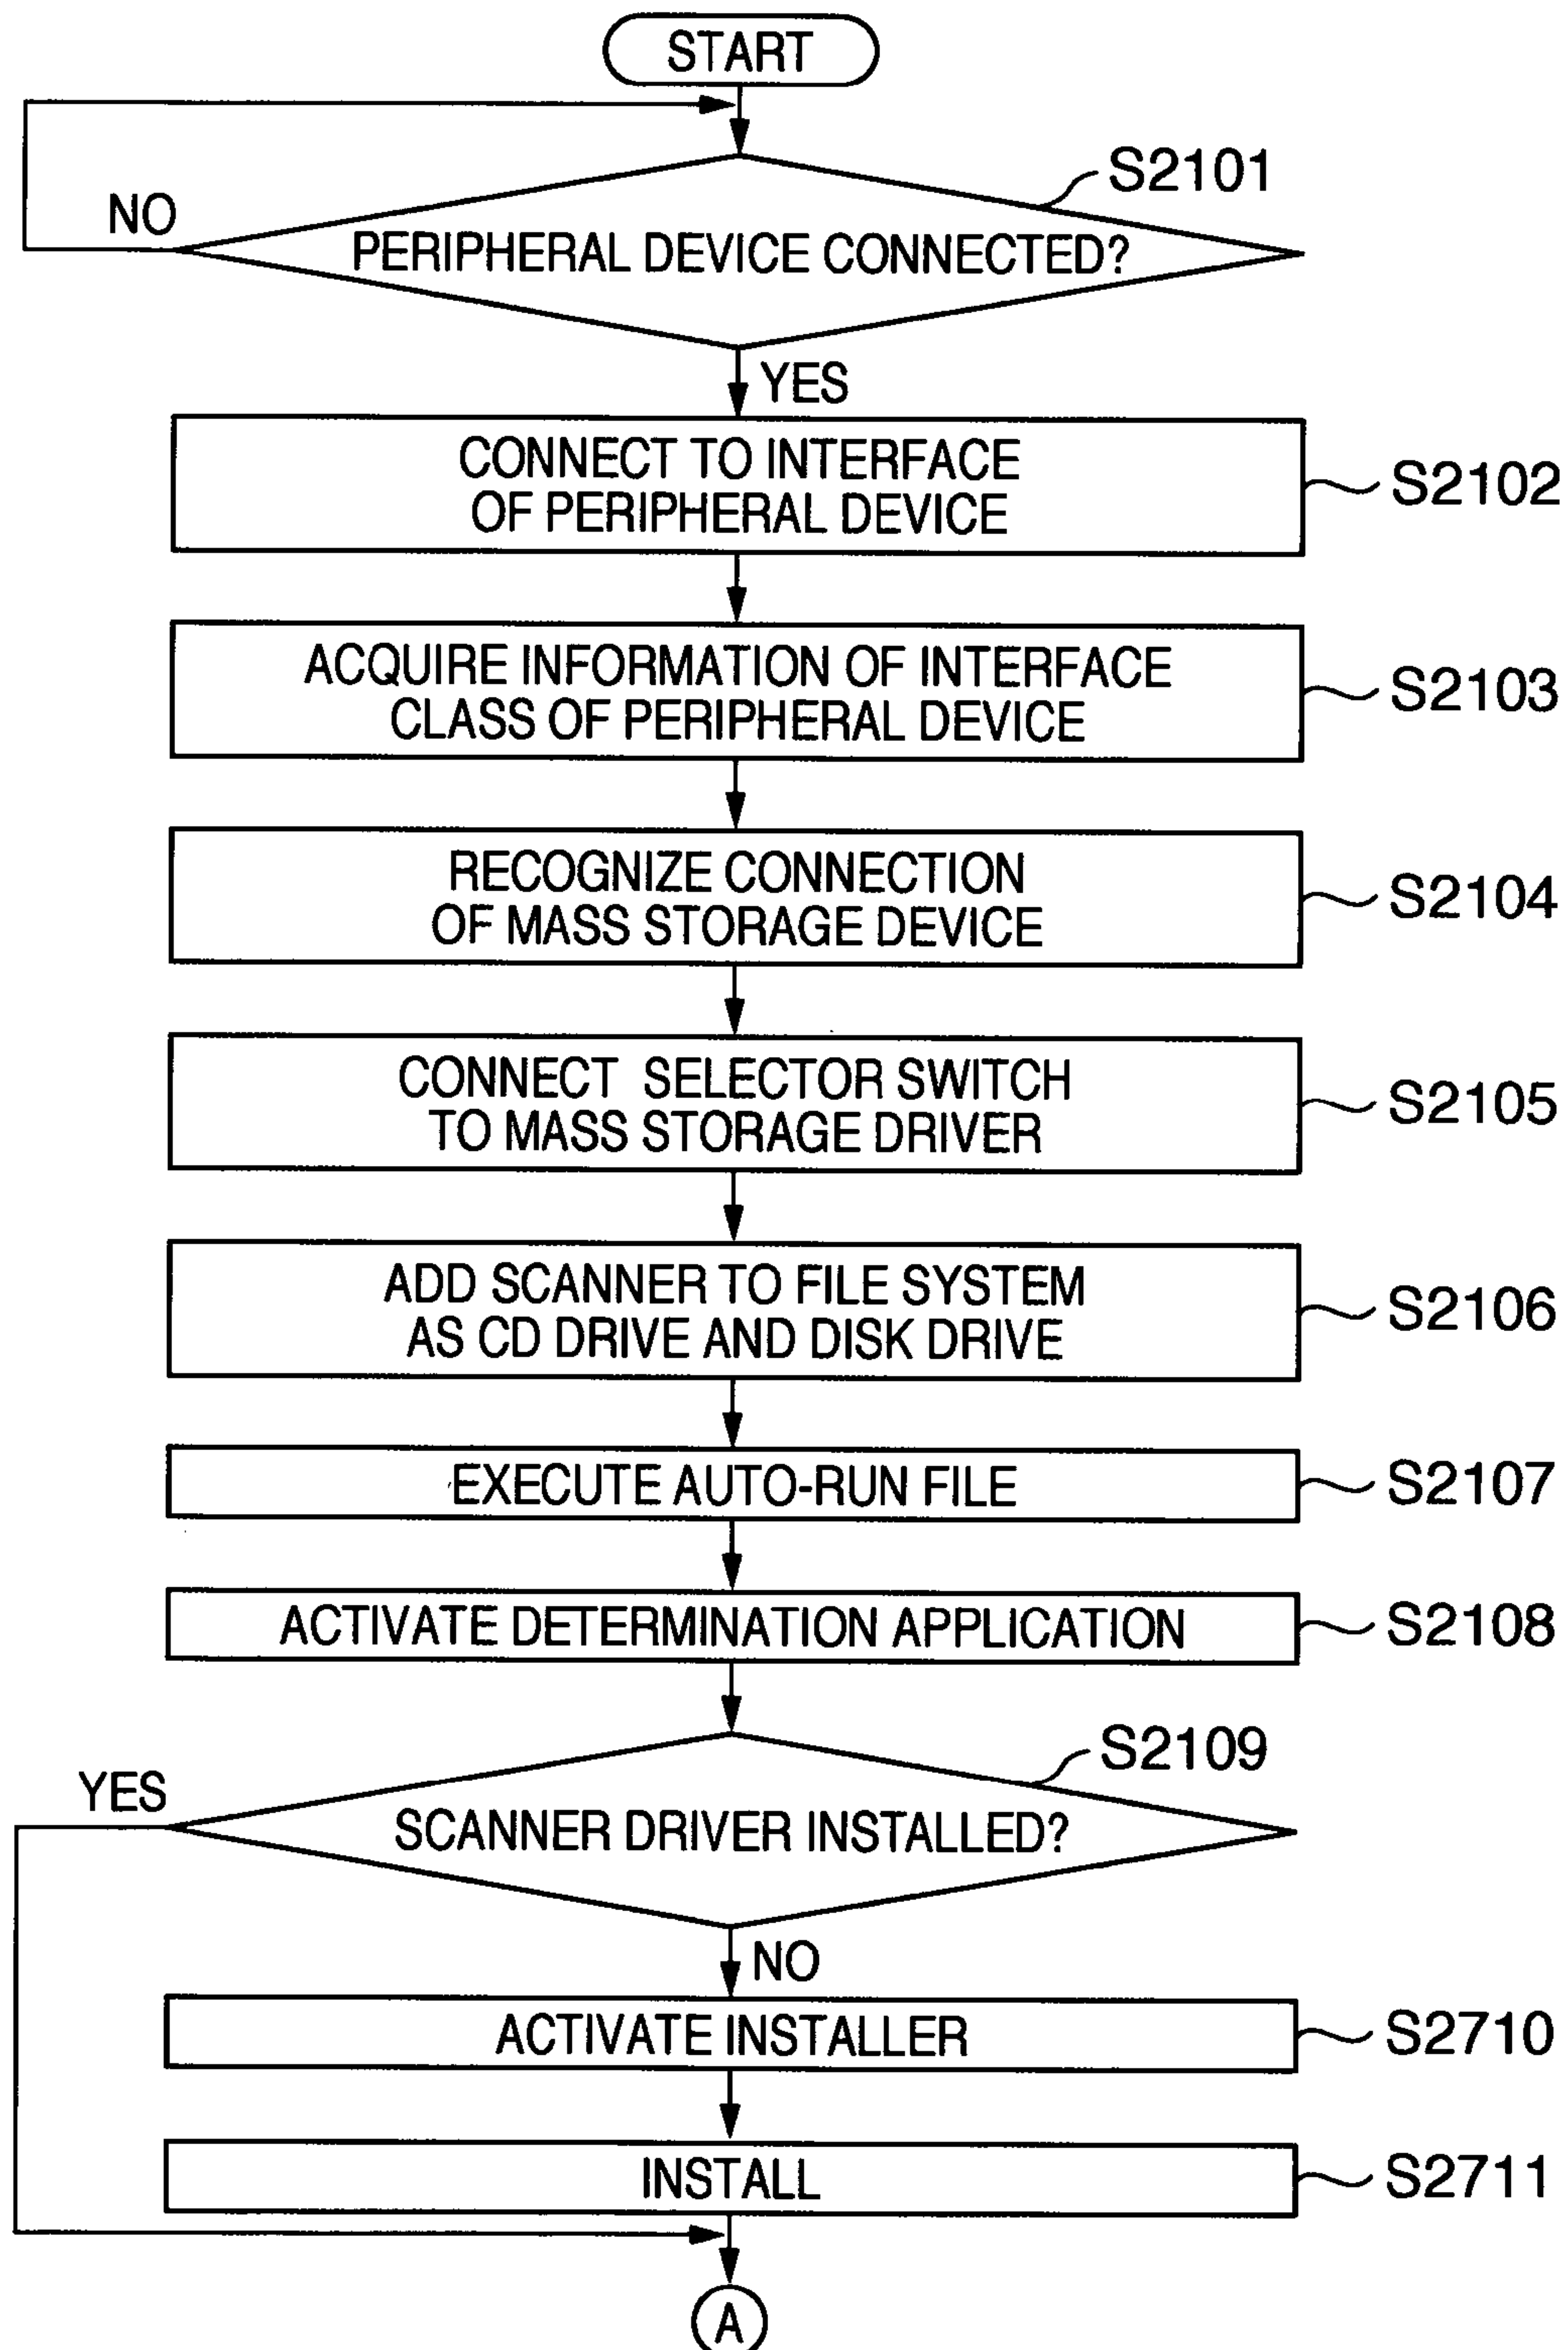 START
S2101
NO
PERIPHERAL DEVICE CONNECTED?
YES
CONNECT TO INTERFACE
OF PERIPHERAL DEVICE
S2102
ACQUIRE INFORMATION OF INTERFACE
CLASS OF PERIPHERAL DEVICE
S2103
RECOGNIZE CONNECTION
OF MASS STORAGE DEVICE
S2104
CONNECT SELECTOR SWITCH
TO MASS STORAGE DRIVER
S2105
ADD SCANNER TO FILE SYSTEM
AS CD DRIVE AND DISK DRIVE
S2106
EXECUTE AUTO-RUN FILE
S2107
ACTIVATE DETERMINATION APPLICATION
S2108
S2109
YES
SCANNER DRIVER INSTALLED?
NO
ACTIVATE INSTALLER
S2710
INSTALL
S2711
A